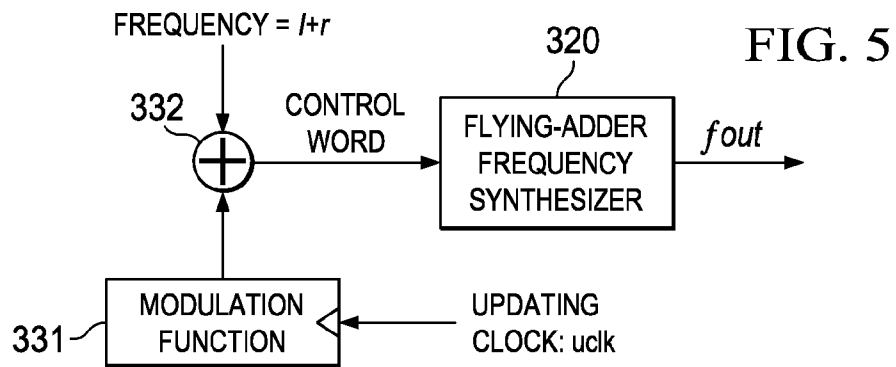 FREQUENCY = I+r
320
FIG. 5
332
CONTROL
WORD
FLYING-ADDER
FREQUENCY
SYNTHESIZER
fout
331
MODULATION
FUNCTION
UPDATING
CLOCK: uclk